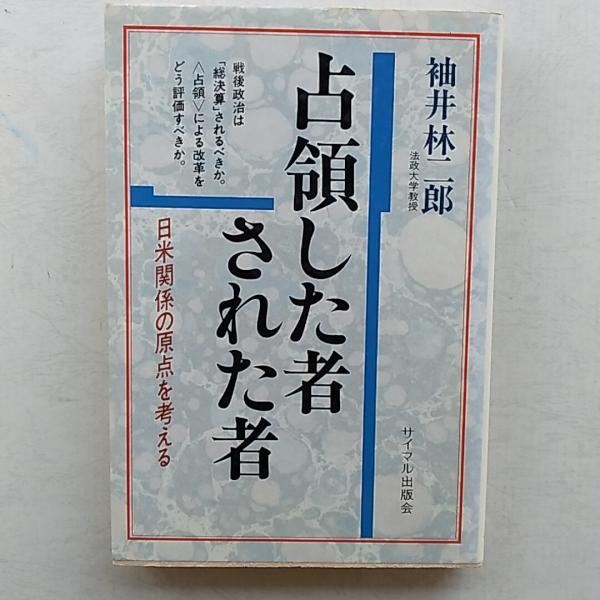 袖井林二郎
法政大学教授
占領した者
された者
戦後政治は
「総決算」されるべきか。
〈占領〉による改革を
どう評価すべきか。
日米関係の原点を考える
サイマル出版会